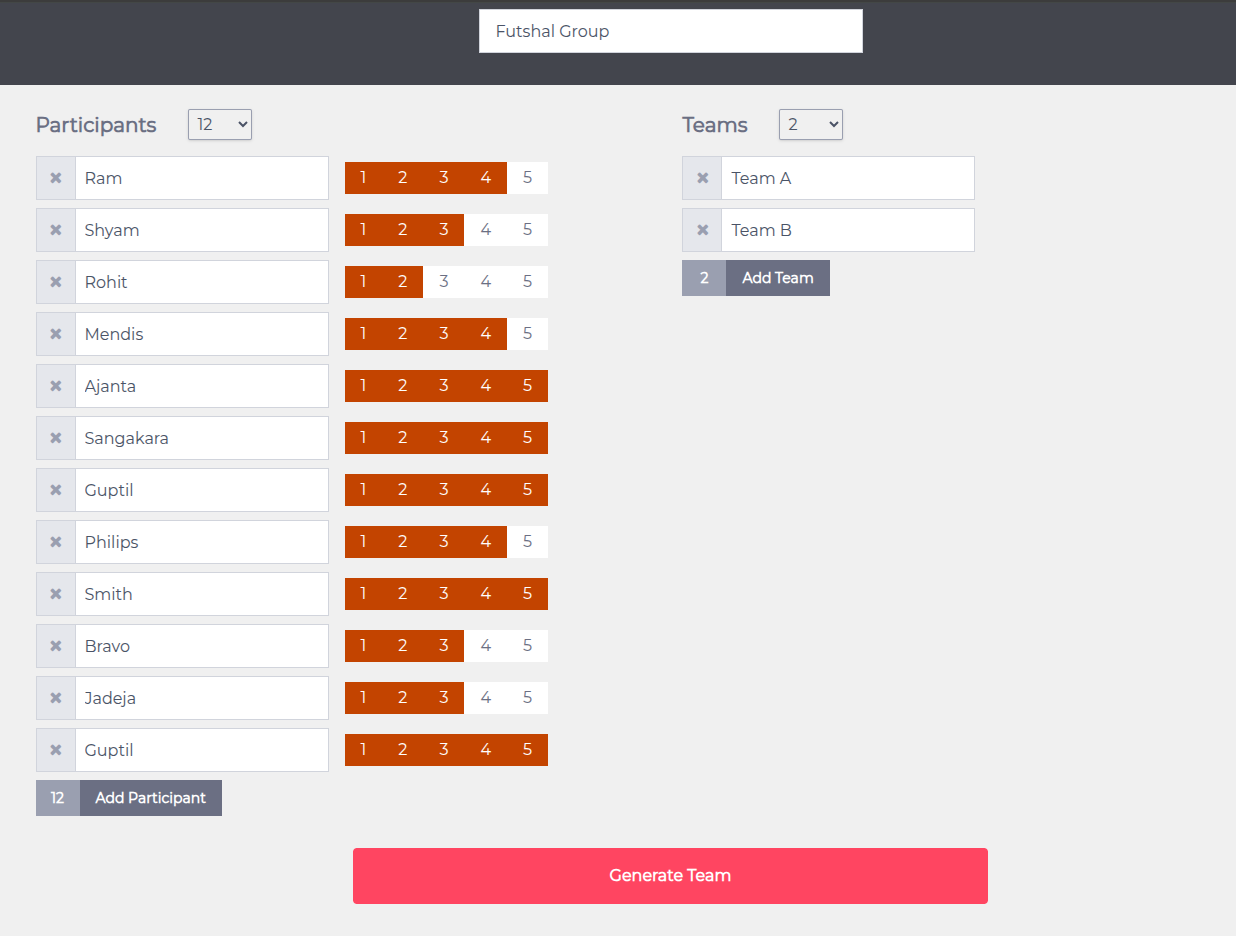 Futshal Group
Participants 12 Teams 2
Ram 1 2 3 4 5 Team A
Shyam 1 2 3 4 5 Team B
Rohit 1 2 3 4 5 2 Add Team
Mendis 1 2 3 4 5
Ajanta 1 2 3 4 5
Sangakara 1 2 3 4 5
Guptil 1 2 3 4 5
Philips 1 2 3 4 5
Smith 1 2 3 4 5
Bravo 1 2 3 4 5
Jadeja 1 2 3 4 5
Guptil 1 2 3 4 5
12 Add Participant
Generate Team